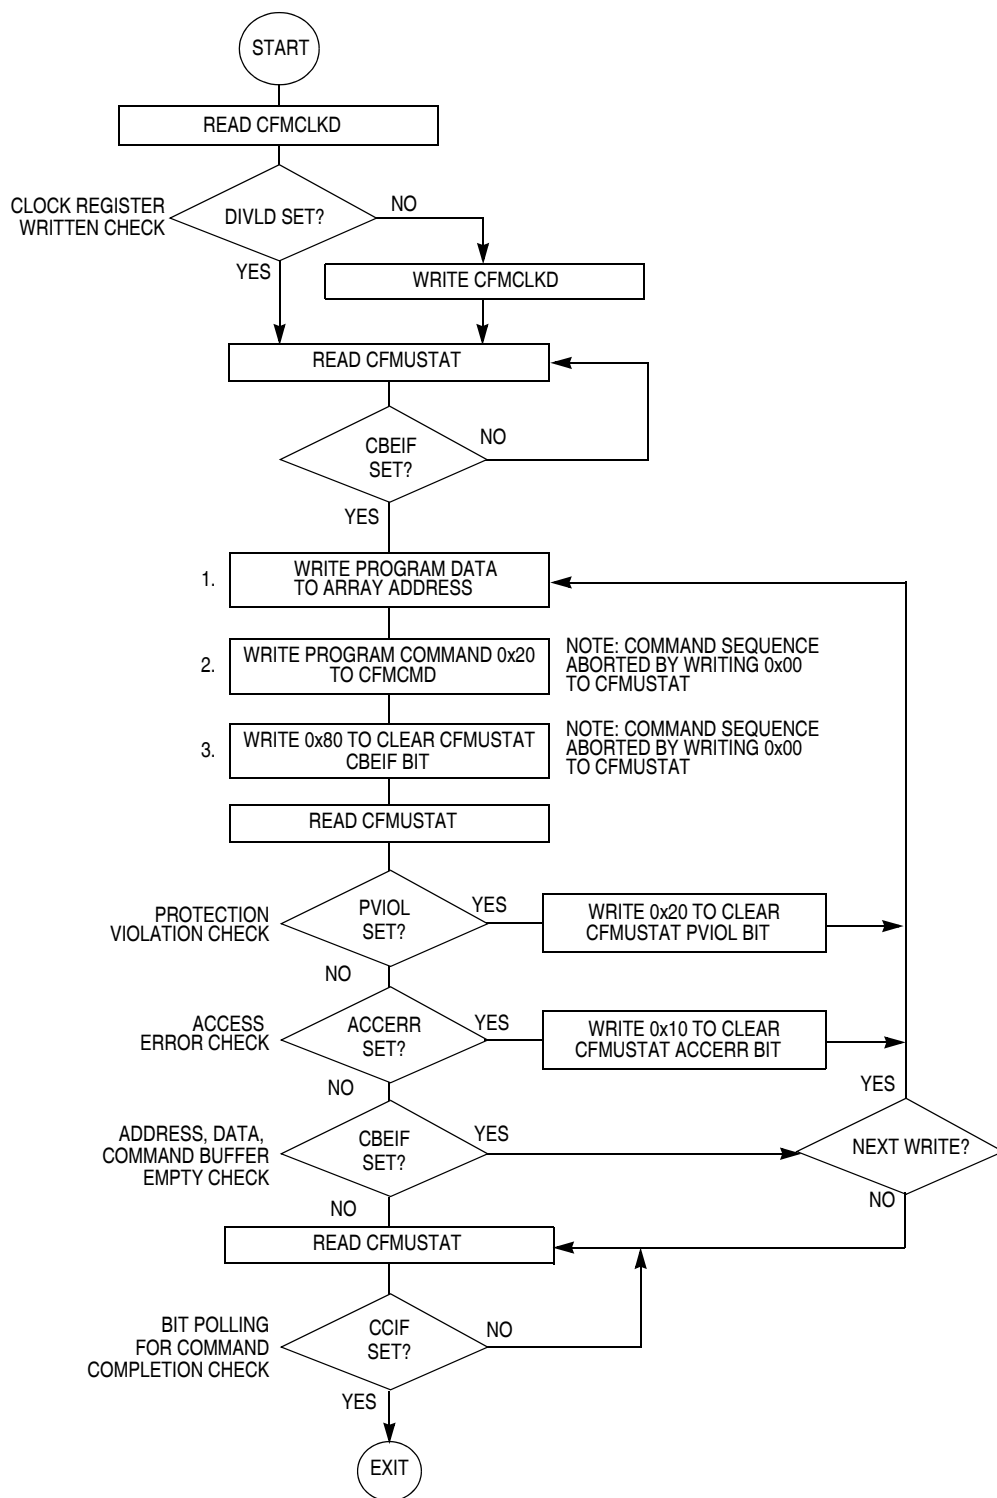 START
READ CFMCLKD
CLOCK REGISTER
WRITTEN CHECK
DIVLD SET?
NO
YES
WRITE CFMCLKD
READ CFMUSTAT
CBEIF
SET?
NO
YES
1.
WRITE PROGRAM DATA
TO ARRAY ADDRESS
2.
WRITE PROGRAM COMMAND 0x20
TO CFMCMD
NOTE: COMMAND SEQUENCE
ABORTED BY WRITING 0x00
TO CFMUSTAT
3.
WRITE 0x80 TO CLEAR CFMUSTAT
CBEIF BIT
NOTE: COMMAND SEQUENCE
ABORTED BY WRITING 0x00
TO CFMUSTAT
READ CFMUSTAT
PROTECTION
VIOLATION CHECK
PVIOL
SET?
YES
WRITE 0x20 TO CLEAR
CFMUSTAT PVIOL BIT
NO
ACCESS
ERROR CHECK
ACCERR
SET?
YES
WRITE 0x10 TO CLEAR
CFMUSTAT ACCERR BIT
NO
YES
ADDRESS, DATA,
COMMAND BUFFER
EMPTY CHECK
CBEIF
SET?
YES
NEXT WRITE?
NO
NO
READ CFMUSTAT
BIT POLLING
FOR COMMAND
COMPLETION CHECK
CCIF
SET?
NO
YES
EXIT